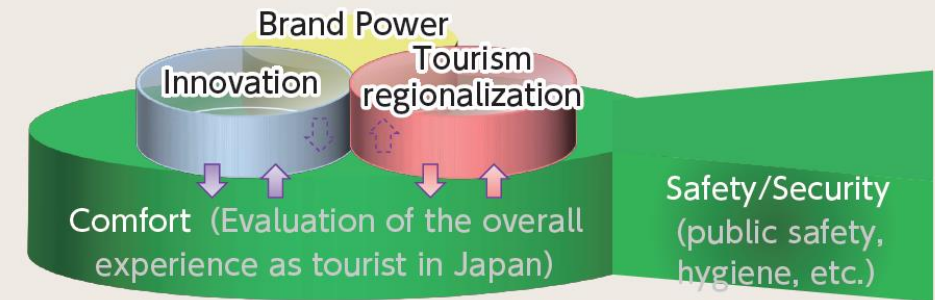 Brand Power
Innovation
Tourism
regionalization
Comfort (Evaluation of the overall
experience as tourist in Japan)
Safety/Security
(public safety,
hygiene, etc.)